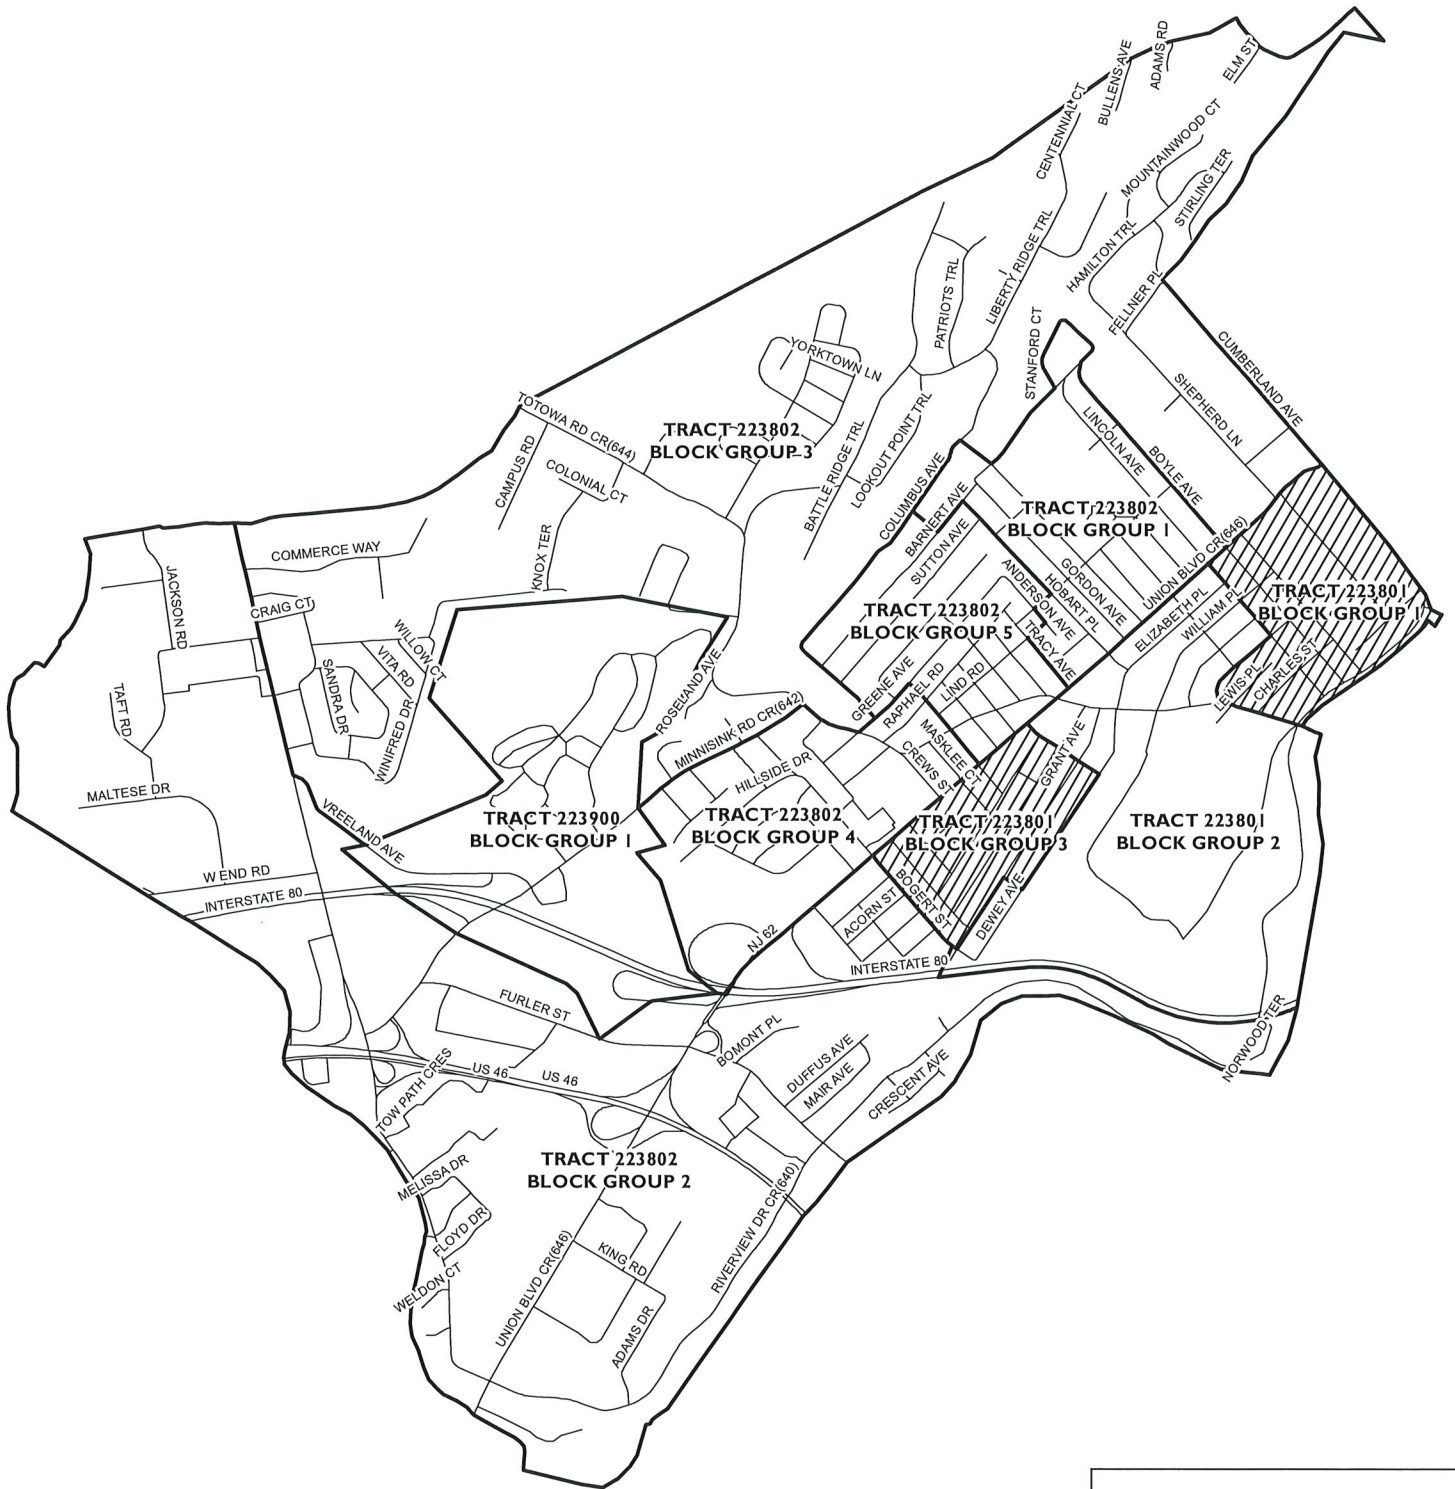 ADAMS RD
BULLENS AVE
ELM ST
CENTENNIAL CT
MOUNTAINWOOD CT
STIRLING TER
HAMILTON TRL
LIBERTY RIDGE TRL
PATRIOTS TRL
FELLNER PL
STANFORD CT
CUMBERLAND AVE
YORKTOWN LN
SHEPHERD LN
TOTOWA RD CR(644)
TRACT 223802
BLOCK GROUP 3
BATTLE RIDGE TRL
LOOKOUT POINT TRL
LINCOLN AVE
BOYLE AVE
CAMPUS RD
COLONIAL CT
COLUMBUS AVE
BARNERT AVE
SUTTON AVE
TRACT 223802
BLOCK GROUP 1
UNION BLVD CR(646)
KNOX TER
COMMERCE WAY
JACKSON RD
CRAIG CT
WILLOW CT
VITA RD
SANDRA DR
WINIFRED DR
TAFT RD
MALTESE DR
ANDERSON AVE
HOBART PL
GORDON AVE
TRACT 223802
BLOCK GROUP 5
TRACY AVE
ELIZABETH PL
WILLIAM PL
TRACT 223801
BLOCK GROUP 1
LEWIS PL
CHARLES ST
ROSELAND AVE
GREENE AVE
RAPHAEL RD
LIND RD
MINNISINK RD CR(642)
HILLSIDE DR
MASKLEE CT
CREWS ST
GRANT AVE
VREELAND AVE
TRACT 223900
BLOCK GROUP 1
TRACT 223802
BLOCK GROUP 4
TRACT 223801
BLOCK GROUP 3
TRACT 223801
BLOCK GROUP 2
W END RD
INTERSTATE 80
ACORN ST
BOGERT ST
DEWEY AVE
NJ 62
INTERSTATE 80
FURLER ST
BOMONT PL
DUFFUS AVE
MAIR AVE
CRESCENT AVE
NORWOOD TER
TOW PATH CRES
US 46
US 46
MELISSA DR
TRACT 223802
BLOCK GROUP 2
FLOYD DR
WELDON CT
UNION BLVD CR(646)
KING RD
ADAMS DR
RIVERVIEW DR CR(640)